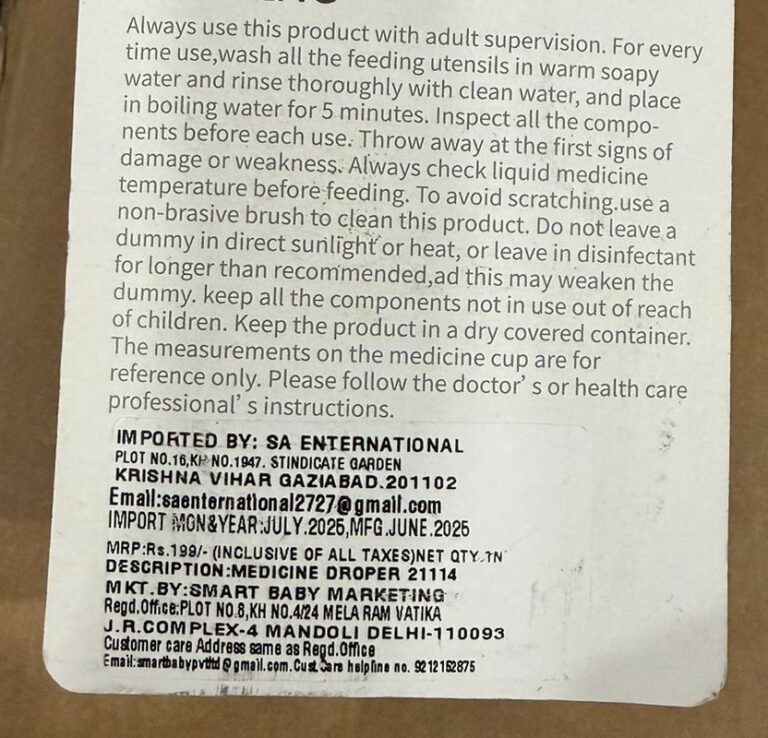 Always use this product with adult supervision. For every
time use,wash all the feeding utensils in warm soapy
water and rinse thoroughly with clean water, and place
in boiling water for 5 minutes. Inspect all the compo-
nents before each use. Throw away at the first signs of
damage or weakness. Always check liquid medicine
temperature before feeding. To avoid scratching.use a
non-brasive brush to clean this product. Do not leave a
dummy in direct sunlight or heat, or leave in disinfectant
for longer than recommended,ad this may weaken the
dummy. keep all the components not in use out of reach
of children. Keep the product in a dry covered container.
The measurements on the medicine cup are for
reference only. Please follow the doctor's or health care
professional's instructions.
IMPORTED BY: SA ENTERNATIONAL
PLOT NO.16,KH NO.1947. STINDICATE GARDEN
KRISHNA VIHAR GAZIABAD.201102
Email:saenternational2727@gmail.com
IMPORT MON&YEAR:JULY.2025,MFG.JUNE.2025
MRP:Rs.199/- (INCLUSIVE OF ALL TAXES)NET QTY.1N
DESCRIPTION:MEDICINE DROPER 21114
MKT.BY:SMART BABY MARKETING
Regd.Office:PLOT NO.8,KH NO.4/24 MELA RAM VATIKA
J.R.COMPLEX-4 MANDOLI DELHI-110093
Customer care Address same as Regd.Office
Email:smartbabypvtltd@gmail.com.Cust.Care helpline no. 9212152875